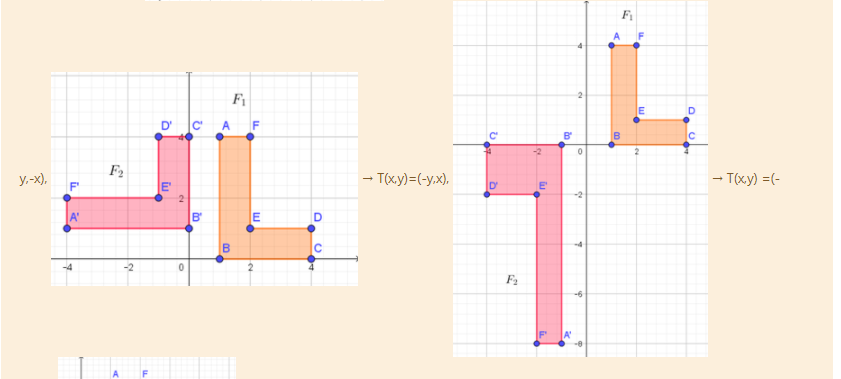 F₁
A F
4
2
E D
B C
-4 -2 0 2 4
C' B'
D' E'
-2
-4
F₂
-6
F' A'
-8
F₁
D' C' A F
4
F₂
F' E'
2
A' B' E D
B C
-4 -2 0 2 4
y,-x), → T(x,y)=(-y,x), → T(x,y) =(-
A F